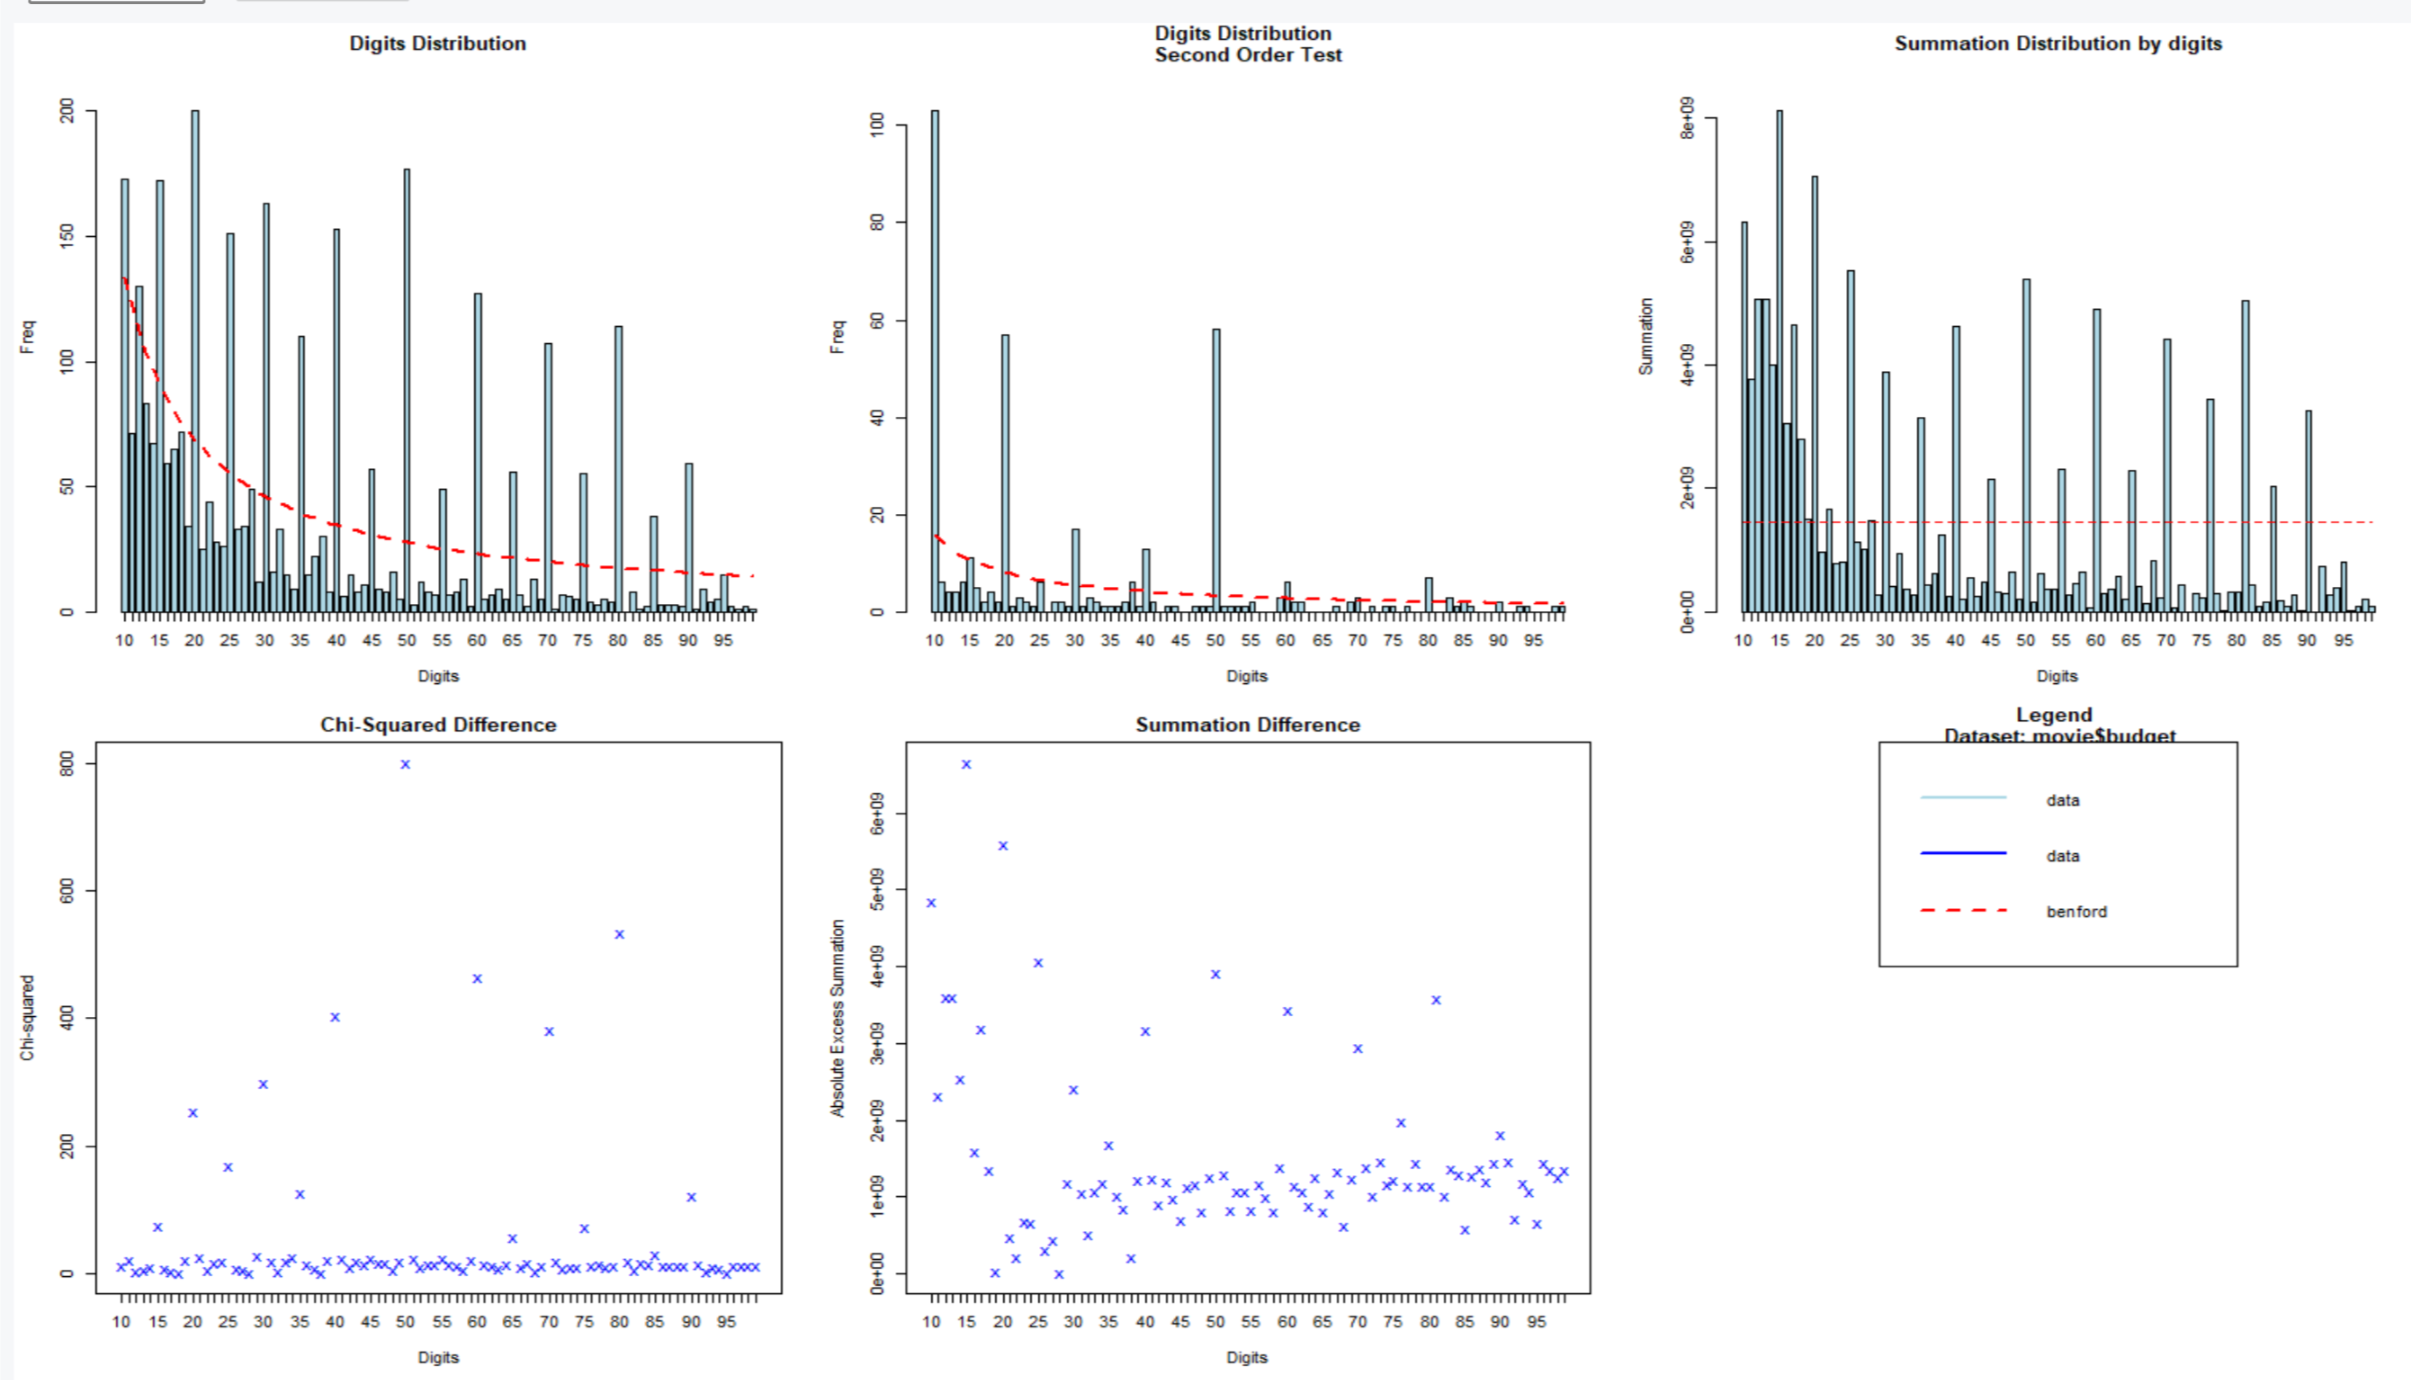 Digits Distribution
200
150
100
50
0
Freq
10 15 20 25 30 35 40 45 50 55 60 65 70 75 80 85 90 95
Digits
Digits Distribution
Second Order Test
100
80
60
40
20
0
Freq
10 15 20 25 30 35 40 45 50 55 60 65 70 75 80 85 90 95
Digits
Summation Distribution by digits
8e+09
6e+09
4e+09
2e+09
0e+00
Summation
10 15 20 25 30 35 40 45 50 55 60 65 70 75 80 85 90 95
Digits
Chi-Squared Difference
800
600
400
200
0
Chi-squared
10 15 20 25 30 35 40 45 50 55 60 65 70 75 80 85 90 95
Digits
Summation Difference
6e+09
5e+09
4e+09
3e+09
2e+09
1e+09
0e+00
Absolute Excess Summation
10 15 20 25 30 35 40 45 50 55 60 65 70 75 80 85 90 95
Digits
Legend
Dataset: movie$budget
data
data
benford